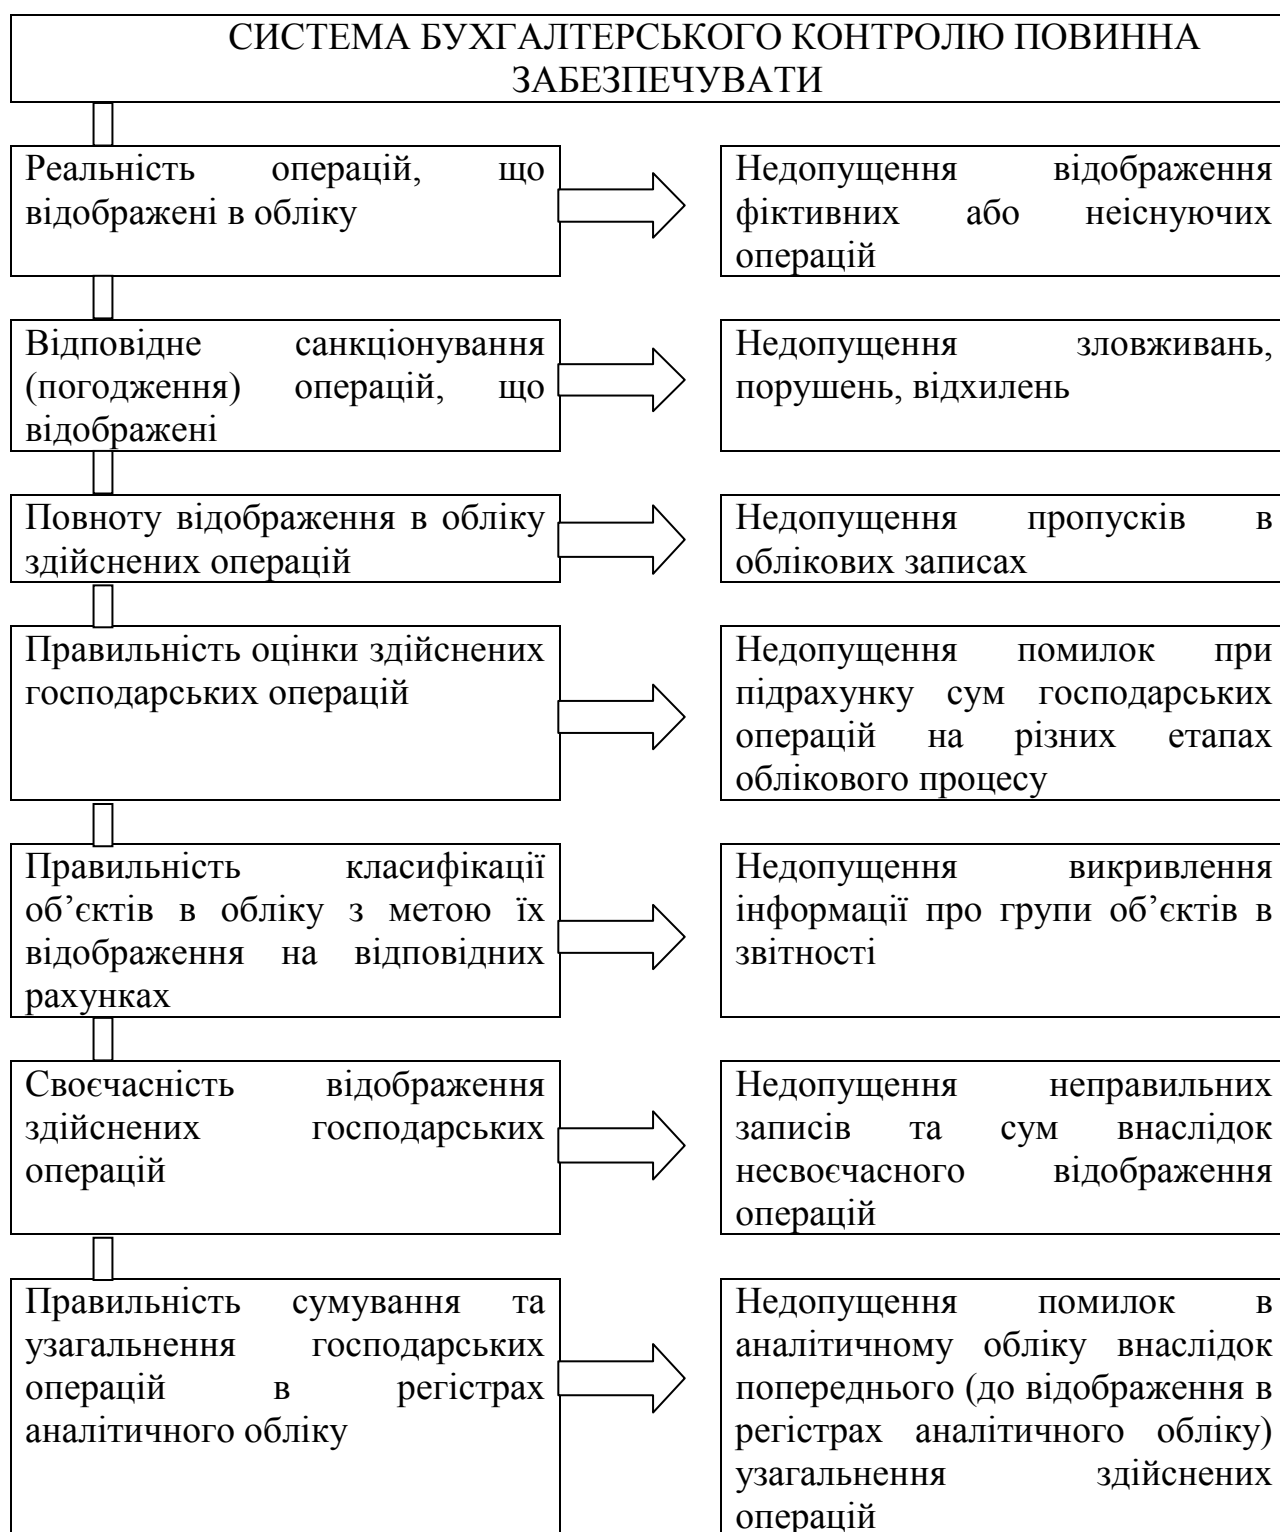 СИСТЕМА БУХГАЛТЕРСЬКОГО КОНТРОЛЮ ПОВИННА
ЗАБЕЗПЕЧУВАТИ
Реальність операцій, що
відображені в обліку
Недопущення відображення
фіктивних або неіснуючих
операцій
Відповідне санкціонування
(погодження) операцій, що
відображені
Недопущення зловживань,
порушень, відхилень
Повноту відображення в обліку
здійснених операцій
Недопущення пропусків в
облікових записах
Правильність оцінки здійснених
господарських операцій
Недопущення помилок при
підрахунку сум господарських
операцій на різних етапах
облікового процесу
Правильність класифікації
об’єктів в обліку з метою їх
відображення на відповідних
рахунках
Недопущення викривлення
інформації про групи об’єктів в
звітності
Своєчасність відображення
здійснених господарських
операцій
Недопущення неправильних
записів та сум внаслідок
несвоєчасного відображення
операцій
Правильність сумування та
узагальнення господарських
операцій в регістрах
аналітичного обліку
Недопущення помилок в
аналітичному обліку внаслідок
попереднього (до відображення в
регістрах аналітичного обліку)
узагальнення здійснених
операцій